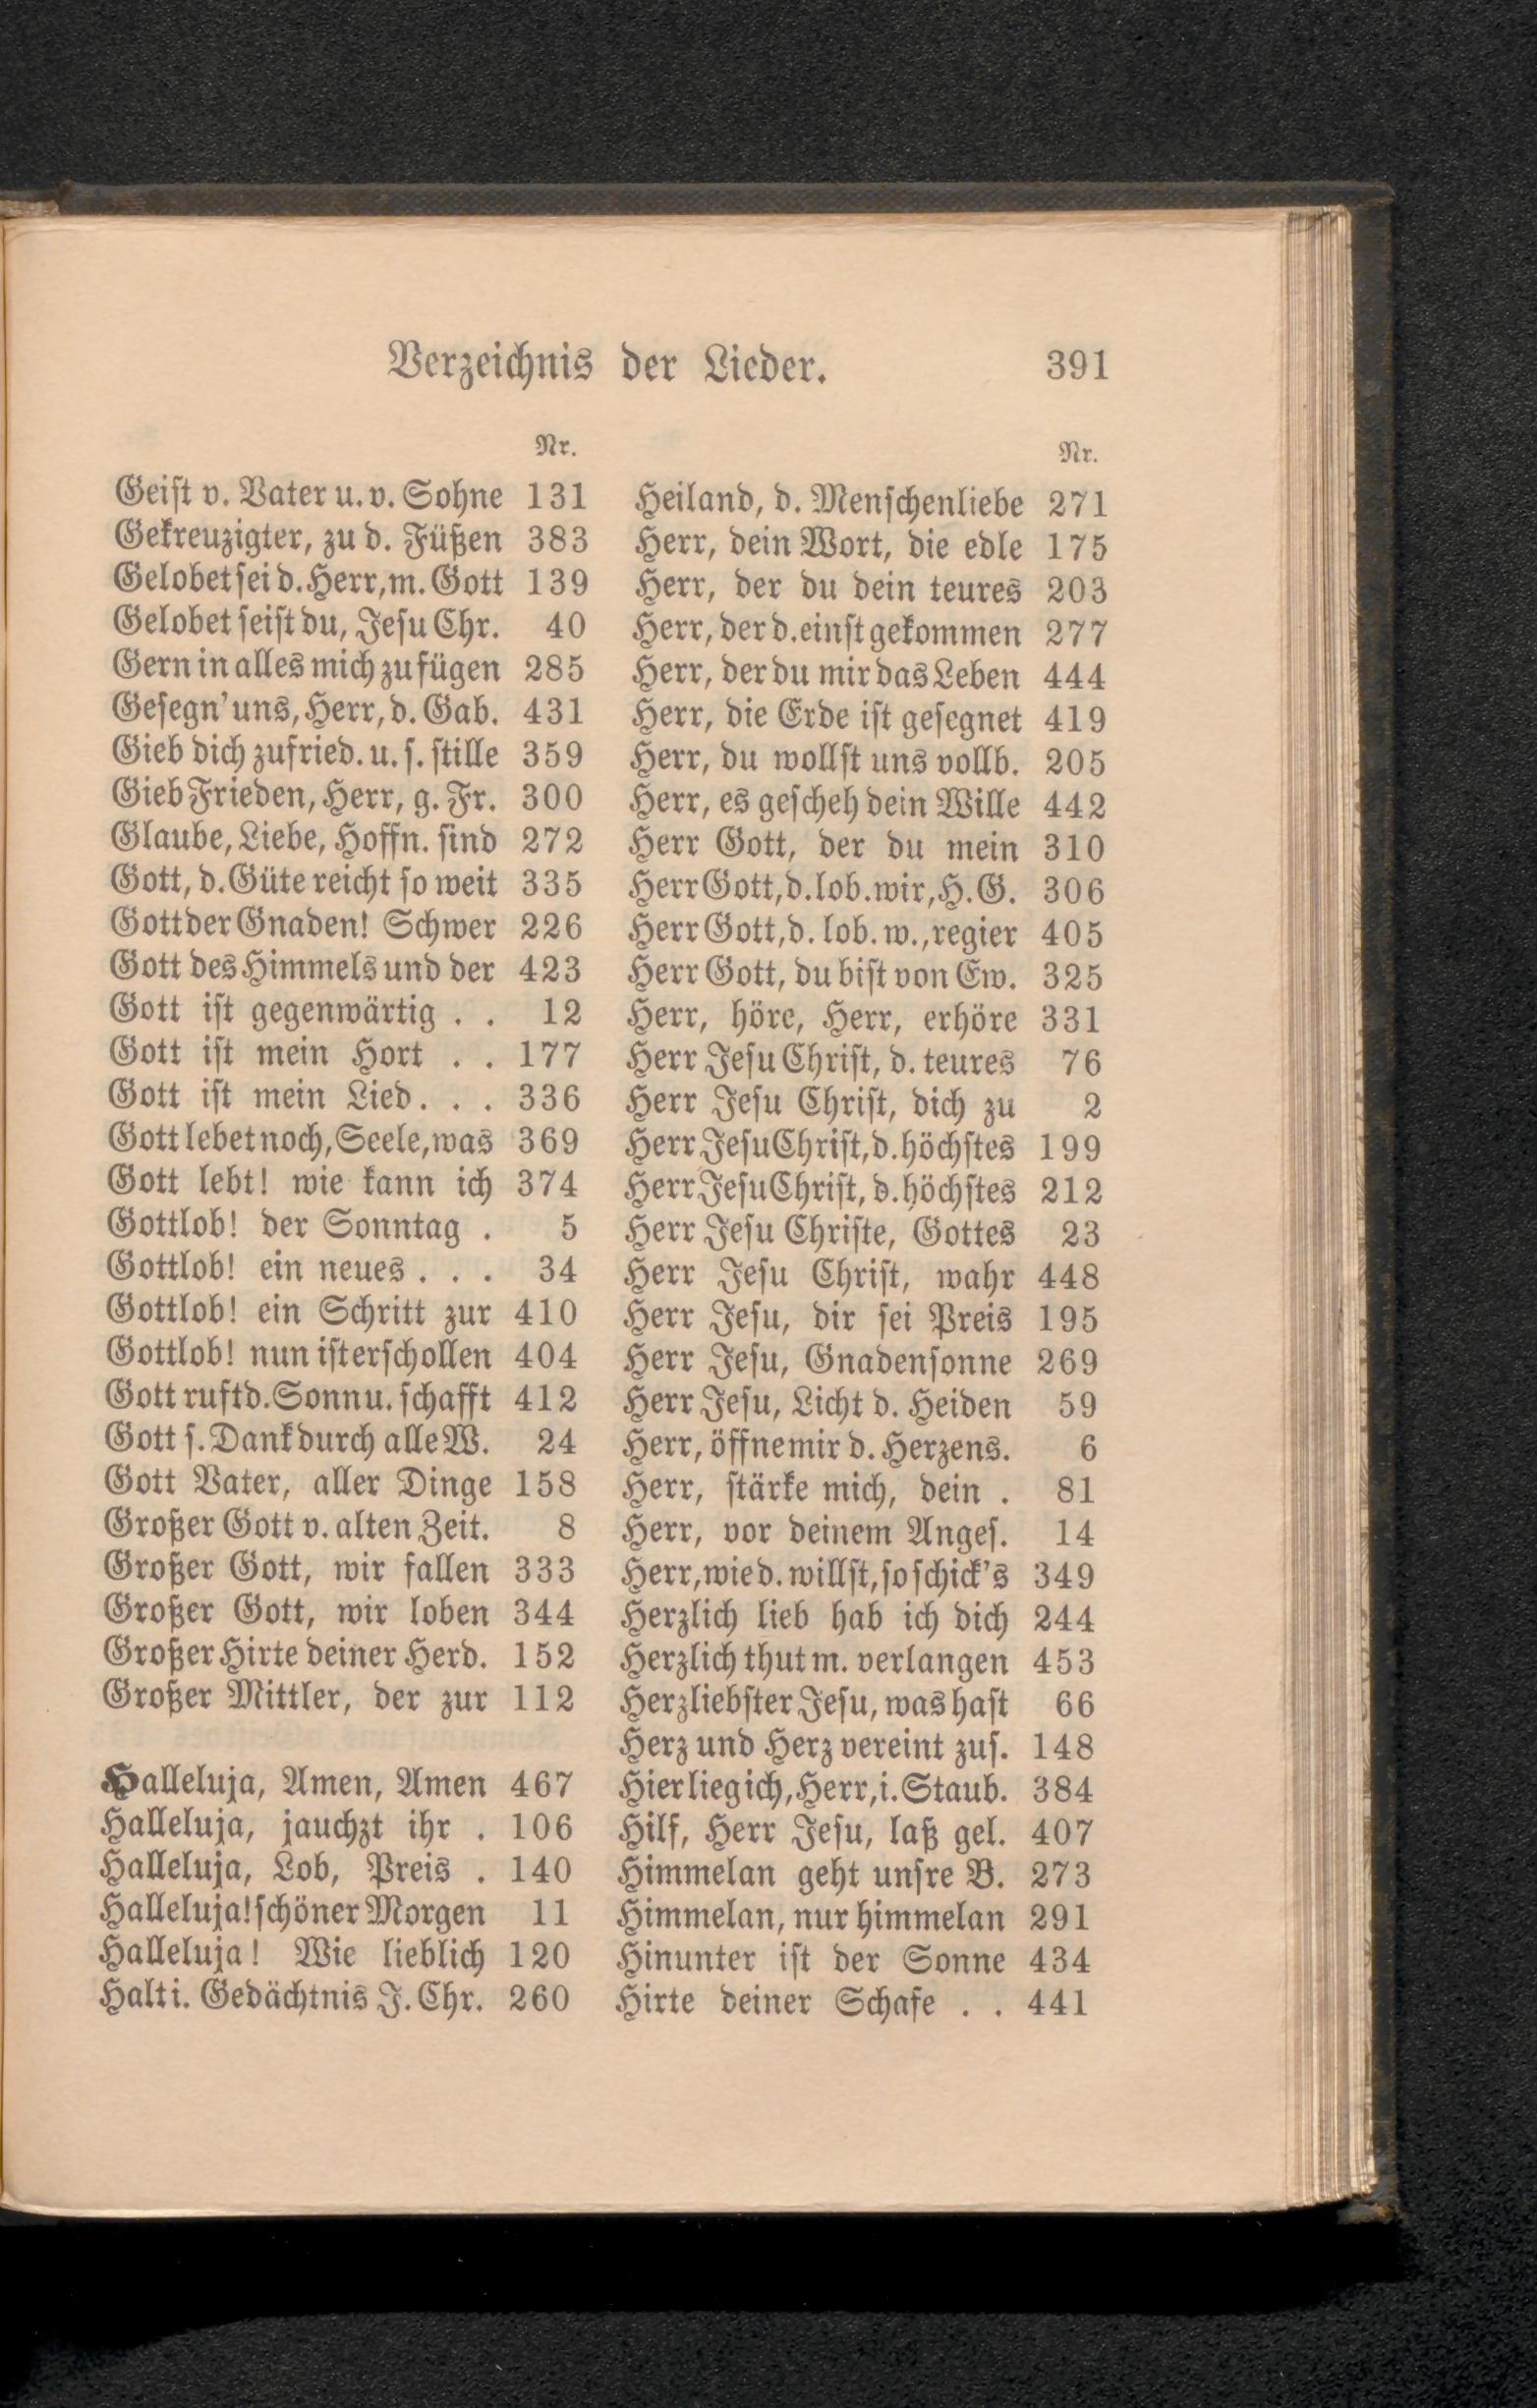 Verzeichnis der Lieder. 391
Nr.
Geist v. Vater u. v. Sohne 131
Gekreuzigter, zu d. Füßen 383
Gelobet sei d. Herr, m. Gott 139
Gelobet seist du, Jesu Chr. 40
Gern in alles mich zu fügen 285
Gesegn' uns, Herr, d. Gab. 431
Gieb dich zufried. u. s. stille 359
Gieb Frieden, Herr, g. Fr. 300
Glaube, Liebe, Hoffn. sind 272
Gott, d. Güte reicht so weit 335
Gott der Gnaden! Schwer 226
Gott des Himmels und der 423
Gott ist gegenwärtig . . 12
Gott ist mein Hort . . 177
Gott ist mein Lied . . . 336
Gott lebet noch, Seele, was 369
Gott lebt! wie kann ich 374
Gottlob! der Sonntag . 5
Gottlob! ein neues . . . 34
Gottlob! ein Schritt zur 410
Gottlob! nun ist erschollen 404
Gott ruft d. Sonn u. schafft 412
Gott s. Dank durch alle W. 24
Gott Vater, aller Dinge 158
Großer Gott v. alten Zeit. 8
Großer Gott, wir fallen 333
Großer Gott, wir loben 344
Großer Hirte deiner Herd. 152
Großer Mittler, der zur 112
Halleluja, Amen, Amen 467
Halleluja, jauchzt ihr . 106
Halleluja, Lob, Preis . 140
Halleluja! schöner Morgen 11
Halleluja! Wie lieblich 120
Halt i. Gedächtnis J. Chr. 260
Nr.
Heiland, d. Menschenliebe 271
Herr, dein Wort, die edle 175
Herr, der du dein teures 203
Herr, der d. einst gekommen 277
Herr, der du mir das Leben 444
Herr, die Erde ist gesegnet 419
Herr, du wollst uns vollb. 205
Herr, es gescheh dein Wille 442
Herr Gott, der du mein 310
Herr Gott, d. lob. wir, H. G. 306
Herr Gott, d. lob. w., regier 405
Herr Gott, du bist von Ew. 325
Herr, höre, Herr, erhöre 331
Herr Jesu Christ, d. teures 76
Herr Jesu Christ, dich zu 2
Herr Jesu Christ, d. höchstes 199
Herr Jesu Christ, d. höchstes 212
Herr Jesu Christe, Gottes 23
Herr Jesu Christ, wahr 448
Herr Jesu, dir sei Preis 195
Herr Jesu, Gnadensonne 269
Herr Jesu, Licht d. Heiden 59
Herr, öffne mir d. Herzens. 6
Herr, stärke mich, dein . 81
Herr, vor deinem Anges. 14
Herr, wie d. willst, so schick's 349
Herzlich lieb hab ich dich 244
Herzlich thut m. verlangen 453
Herzliebster Jesu, was hast 66
Herz und Herz vereint zus. 148
Hier lieg ich, Herr, i. Staub. 384
Hilf, Herr Jesu, laß gel. 407
Himmelan geht unsre B. 273
Himmelan, nur himmelan 291
Hinunter ist der Sonne 434
Hirte deiner Schafe . . 441